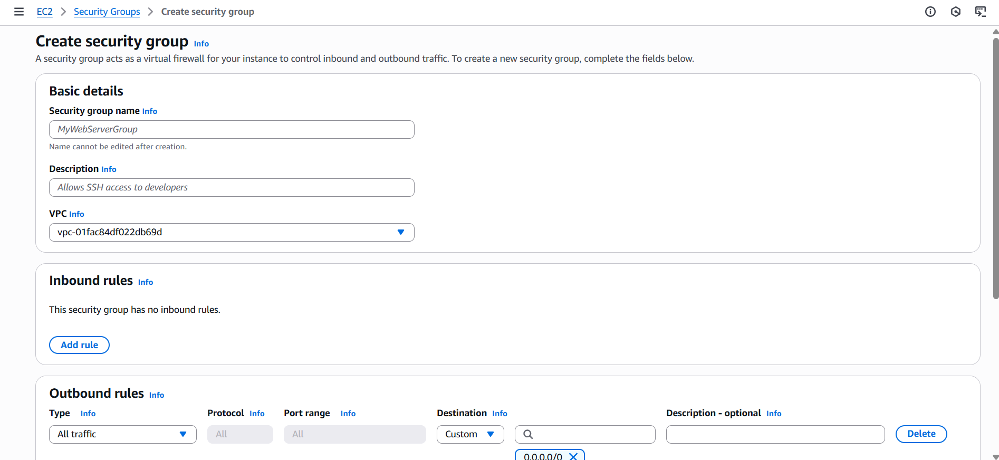 EC2 > Security Groups > Create security group
Create security group Info
A security group acts as a virtual firewall for your instance to control inbound and outbound traffic. To create a new security group, complete the fields below.
Basic details
Security group name Info
MyWebServerGroup
Name cannot be edited after creation.
Description Info
Allows SSH access to developers
VPC Info
vpc-01fac84df022db69d
Inbound rules Info
This security group has no inbound rules.
Add rule
Outbound rules Info
Type Info Protocol Info Port range Info Destination Info Description - optional Info
All traffic All All Custom Delete
0.0.0.0/0